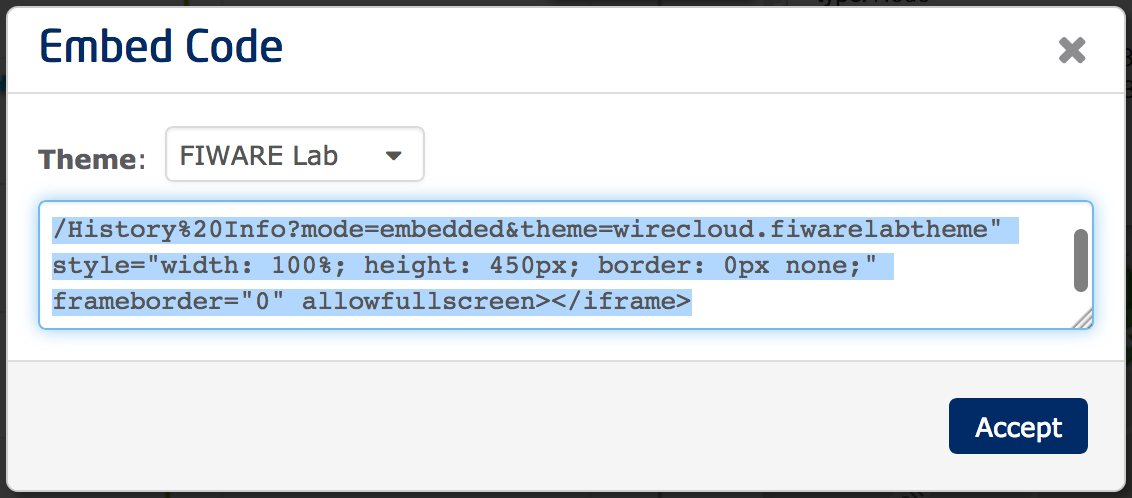 Embed Code
Theme: FIWARE Lab
/History%20Info?mode=embedded&theme=wirecloud.fiwarelabtheme"
style="width: 100%; height: 450px; border: 0px none;"
frameborder="0" allowfullscreen></iframe>
Accept